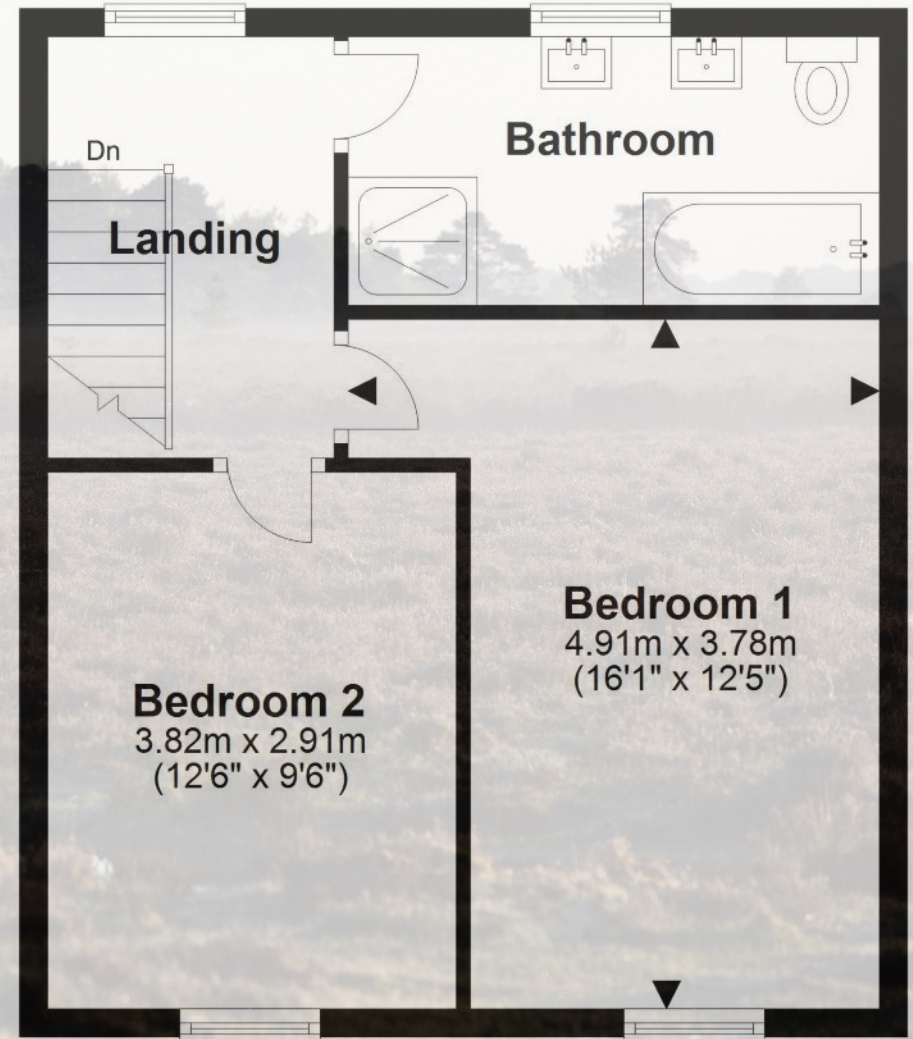 Bathroom
Dn
Landing
Bedroom 1
4.91m x 3.78m
(16'1" x 12'5")
Bedroom 2
3.82m x 2.91m
(12'6" x 9'6")